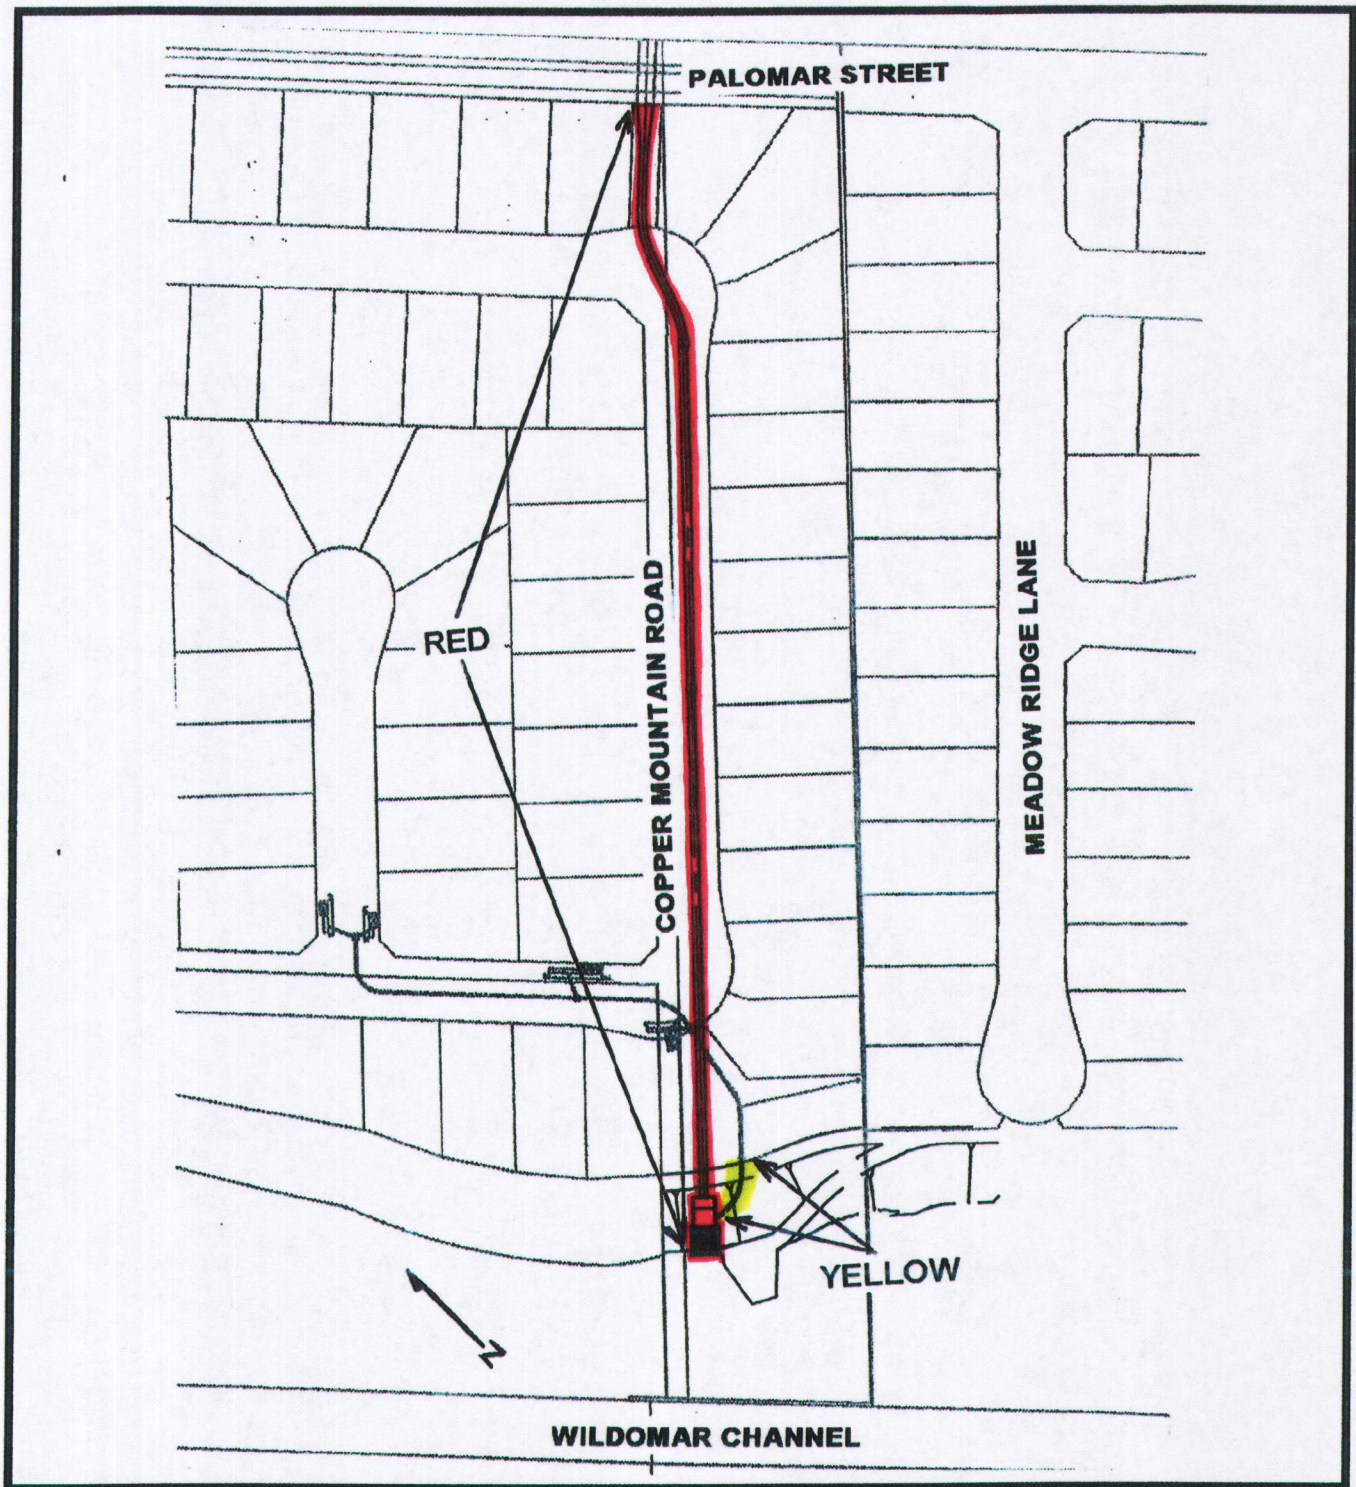 PALOMAR STREET
RED
COPPER MOUNTAIN ROAD
MEADOW RIDGE LANE
YELLOW
N
WILDOMAR CHANNEL